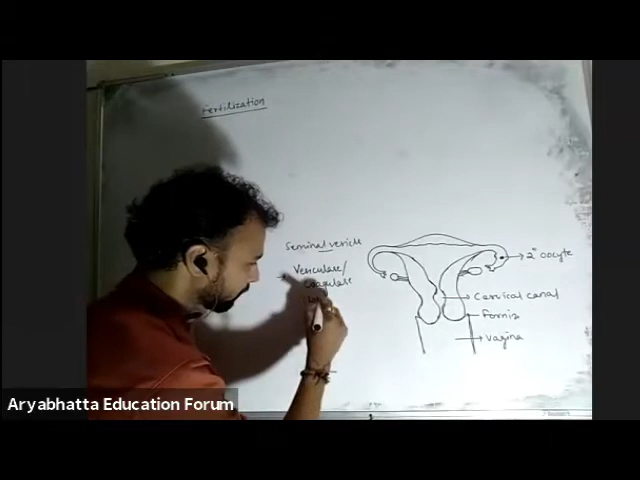 Fertilization
Seminal vesicle
Vesiculase/
coagulase
2° oocyte
Cervical canal
Fornix
Vagina
Aryabhatta Education Forum